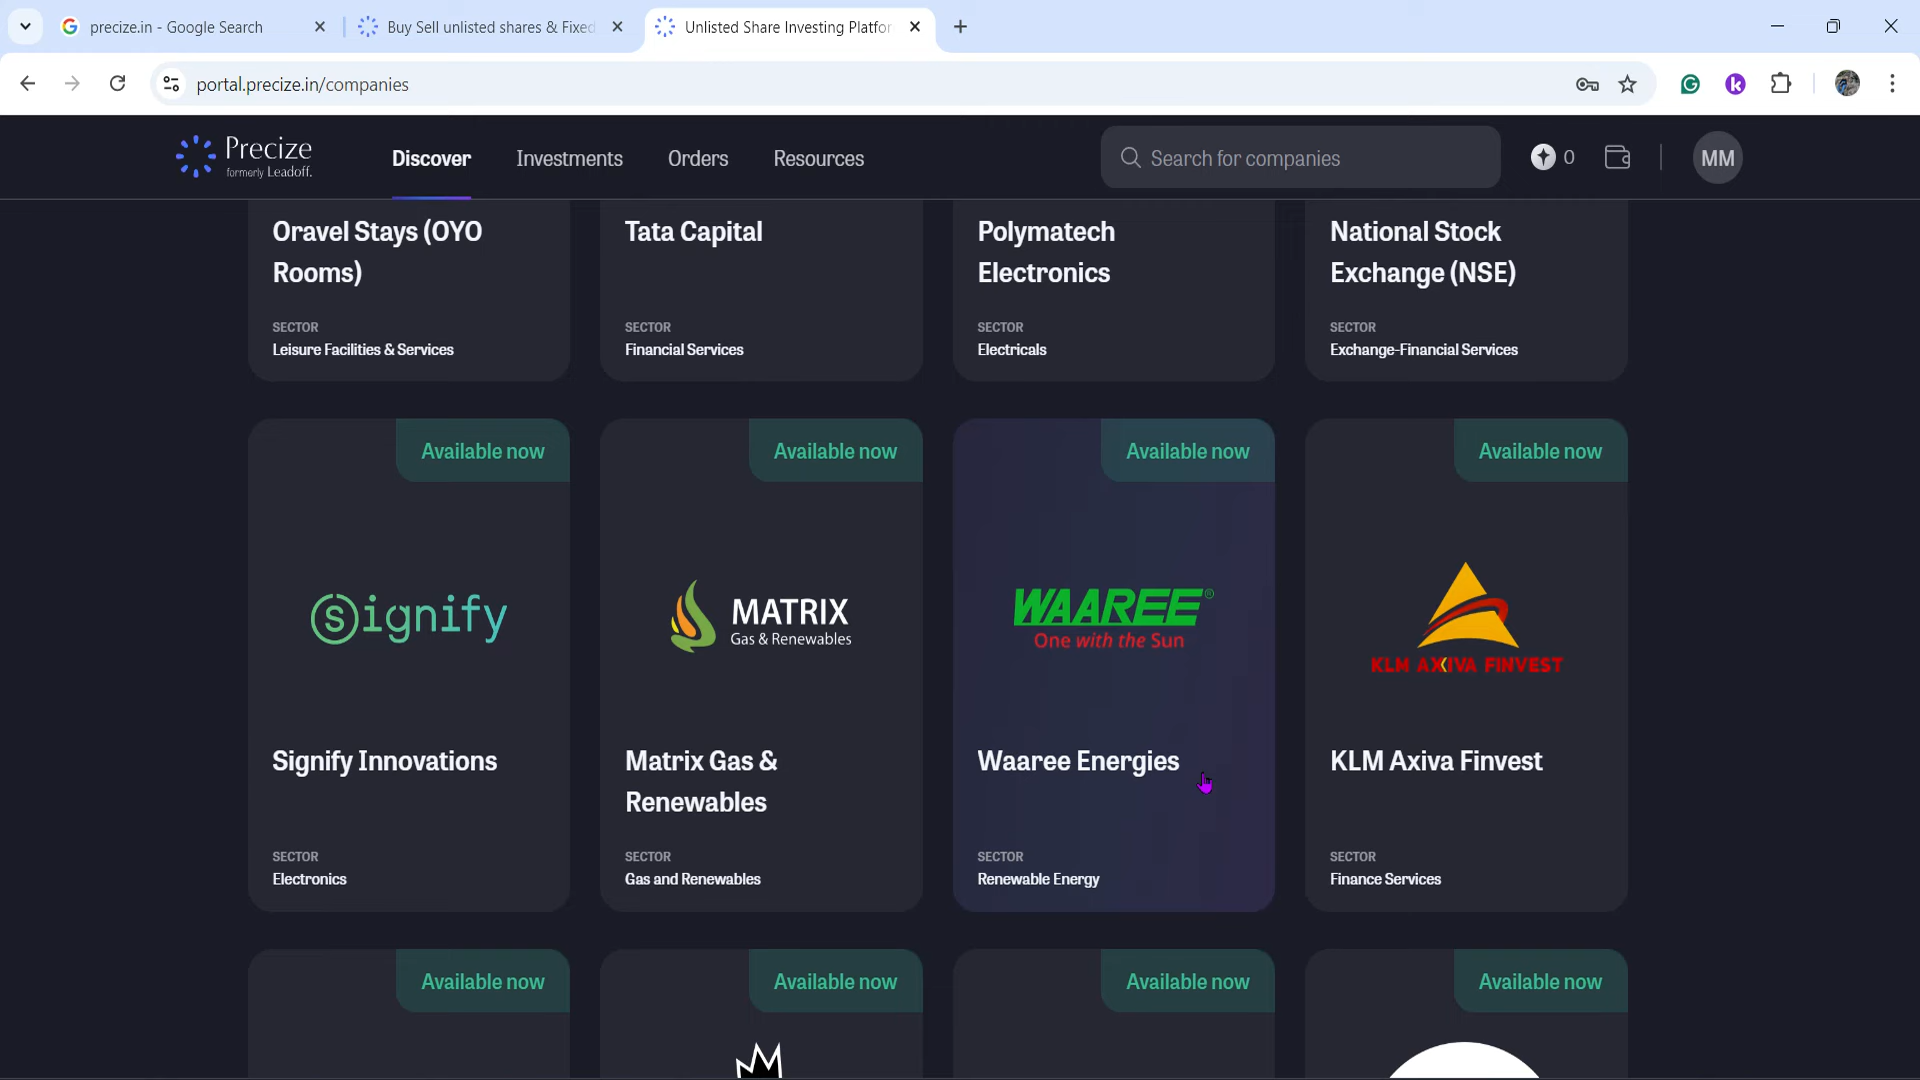 precize.in - Google Search
Buy Sell unlisted shares & Fixed
Unlisted Share Investing Platfor
portal.precize.in/companies
Precize
formerly Leadoff.
Discover
Investments
Orders
Resources
Search for companies
0
MM
Oravel Stays (OYO
Rooms)
SECTOR
Leisure Facilities & Services
Tata Capital
SECTOR
Financial Services
Polymatech
Electronics
SECTOR
Electricals
National Stock
Exchange (NSE)
SECTOR
Exchange-Financial Services
Available now
signify
Signify Innovations
SECTOR
Electronics
Available now
MATRIX
Gas & Renewables
Matrix Gas &
Renewables
SECTOR
Gas and Renewables
Available now
WAAREE®
One with the Sun
Waaree Energies
SECTOR
Renewable Energy
Available now
KLM AXIVA FINVEST
KLM Axiva Finvest
SECTOR
Finance Services
Available now
Available now
Available now
Available now